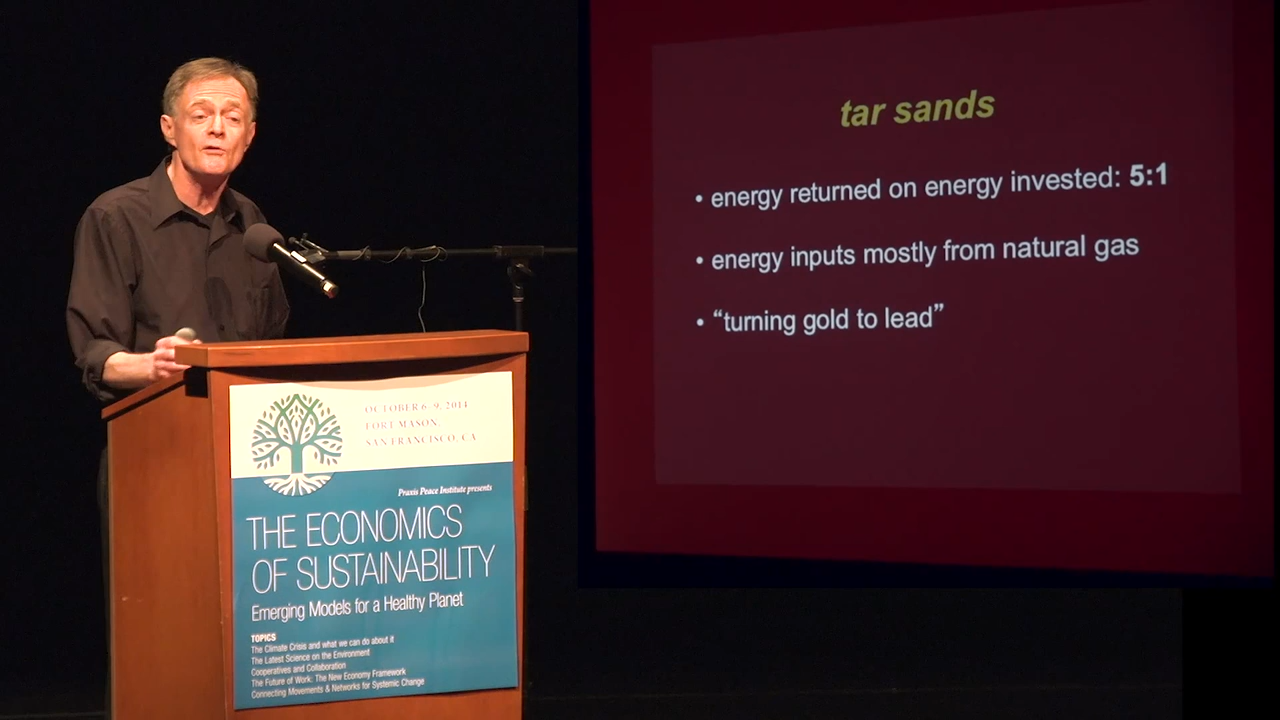 tar sands
• energy returned on energy invested: 5:1
• energy inputs mostly from natural gas
• “turning gold to lead”
OCTOBER 6-9, 2014
FORT MASON,
SAN FRANCISCO, CA
Praxis Peace Institute presents
THE ECONOMICS
OF SUSTAINABILITY
Emerging Models for a Healthy Planet
TOPICS
The Climate Crisis and what we can do about it
The Latest Science on the Environment
Cooperatives and Collaboration
The Future of Work: The New Economy Framework
Connecting Movements & Networks for Systemic Change